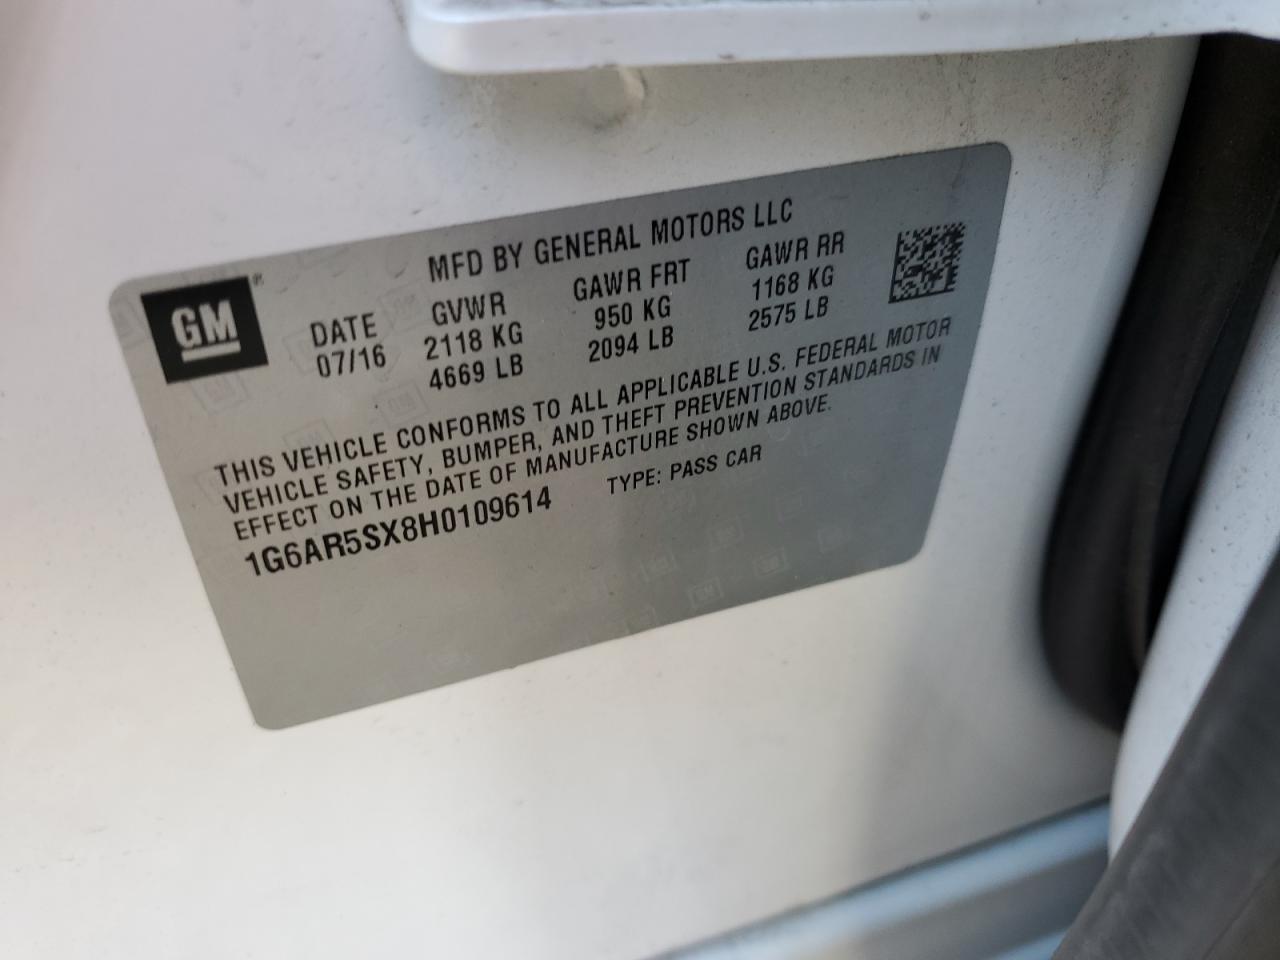 MFD BY GENERAL MOTORS LLC
GM®
DATE GVWR GAWR FRT GAWR RR
07/16 2118 KG 950 KG 1168 KG
4669 LB 2094 LB 2575 LB
THIS VEHICLE CONFORMS TO ALL APPLICABLE U.S. FEDERAL MOTOR
VEHICLE SAFETY, BUMPER, AND THEFT PREVENTION STANDARDS IN
EFFECT ON THE DATE OF MANUFACTURE SHOWN ABOVE.
1G6AR5SX8H0109614 TYPE: PASS CAR